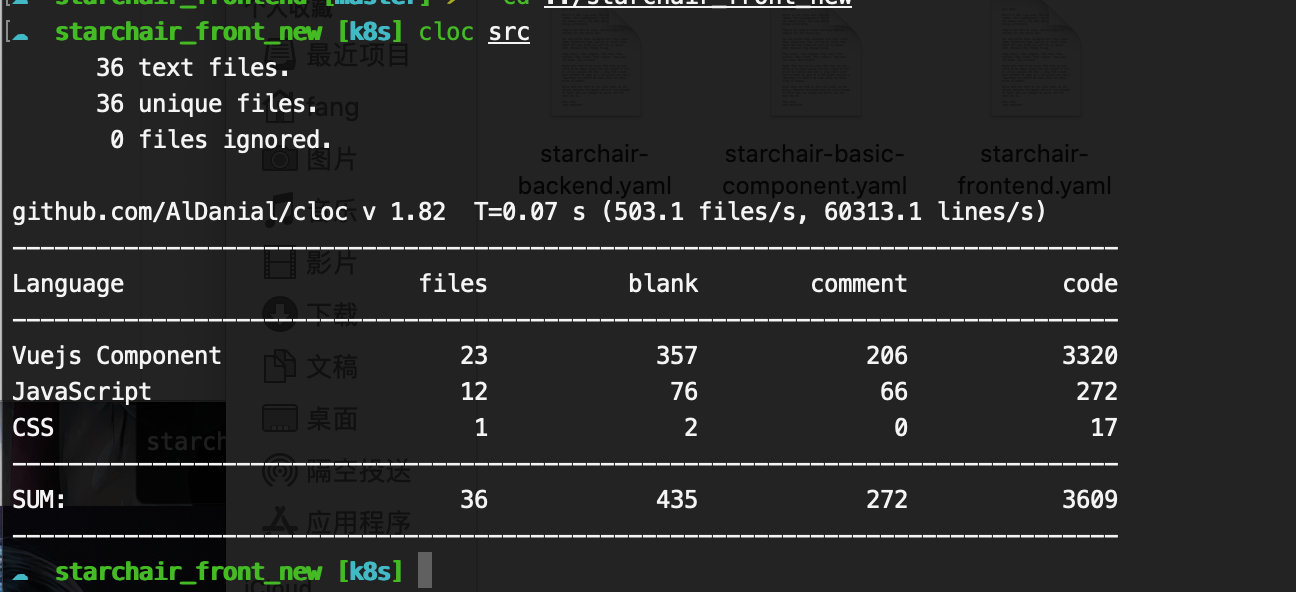 starchair_front_new [k8s] cloc src
36 text files.
36 unique files.
0 files ignored.
github.com/AlDanial/cloc v 1.82 T=0.07 s (503.1 files/s, 60313.1 lines/s)
Language files blank comment code
Vuejs Component 23 357 206 3320
JavaScript 12 76 66 272
CSS 1 2 0 17
SUM: 36 435 272 3609
starchair_front_new [k8s]
最近项目
fang
图片
音乐
影片
下载
文稿
桌面
隔空投送
应用程序
iCloud
starchair-
backend.yaml
starchair-basic-
component.yaml
starchair-
frontend.yaml
starch